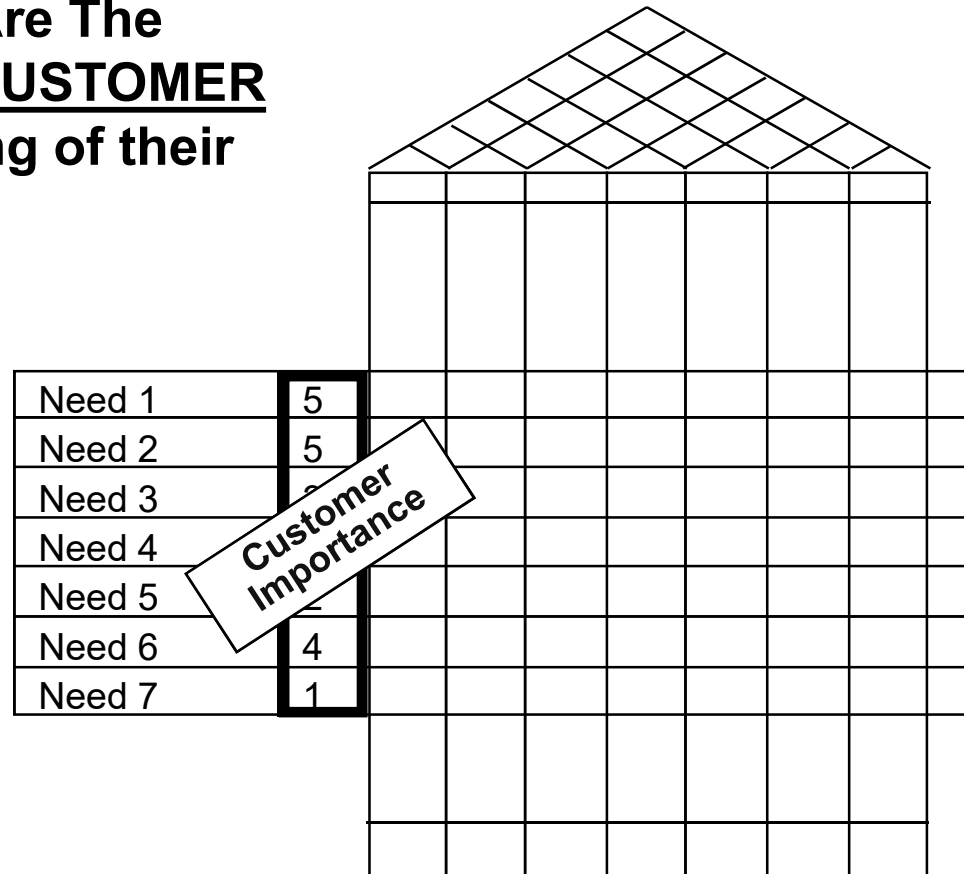 re The
USTOMER
g of their
Need 1 5
Need 2 5
Need 3
Need 4
Need 5
Need 6 4
Need 7 1
Customer
Importance